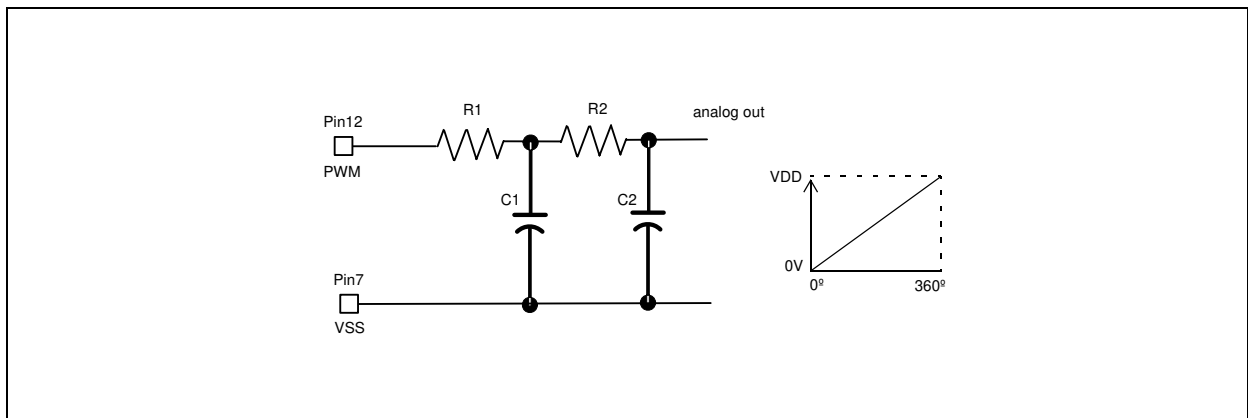 R1
R2
analog out
Pin12
PWM
C1
C2
VDD
0V
0º
360º
Pin7
VSS